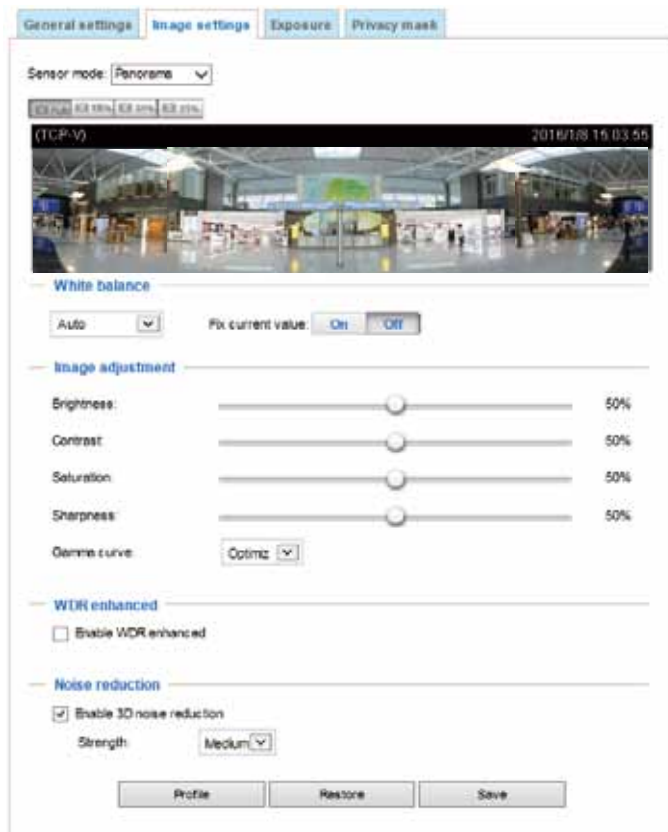 General settings Image settings Exposure Privacy mask
Sensor mode: Panorama
(TCP-V) 2016/1/8 15:03:55
White balance
Auto Fix current value: On Off
Image adjustment
Brightness: 50%
Contrast: 50%
Saturation: 50%
Sharpness: 50%
Gamma curve: Optimiz
WDR enhanced
Enable WDR enhanced
Noise reduction
Enable 3D noise reduction
Strength: Medium
Profile Restore Save